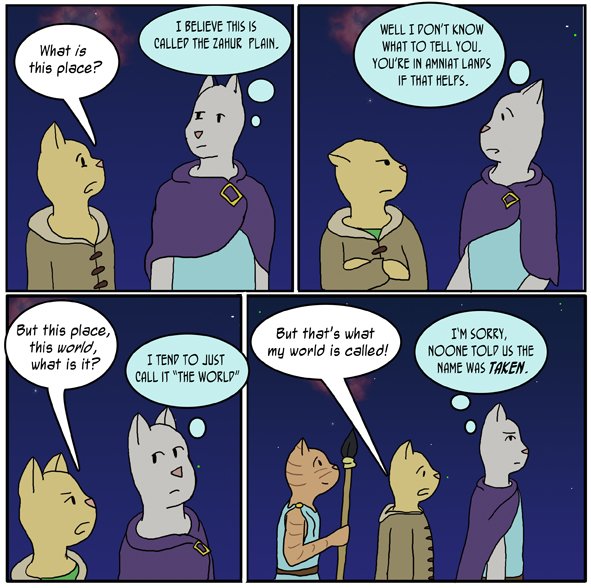 What is
this place?
I BELIEVE THIS IS
CALLED THE ZAHUR PLAIN.
WELL I DON'T KNOW
WHAT TO TELL YOU.
YOU'RE IN AMNIAT LANDS
IF THAT HELPS.
But this place,
this world,
what is it?
I TEND TO JUST
CALL IT "THE WORLD"
But that's what
my world is called!
I'M SORRY,
NOONE TOLD US THE
NAME WAS TAKEN.